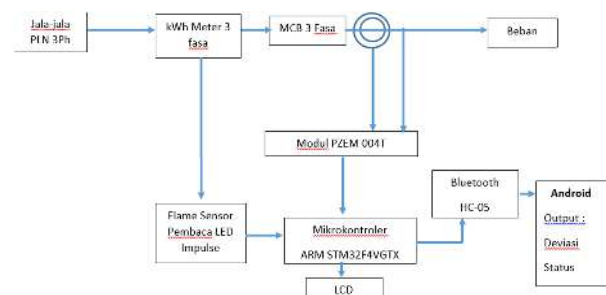 Jala-jala
PLN 3Ph
kWh Meter 3
fasa
MCB 3 Fasa
Beban
Modul PZEM 004T
Bluetooth
HC-05
Android
Output :
Deviasi
Status
Flame Sensor
Pembaca LED
Impulse
Mikrokontroler
ARM STM32F4VGTX
LCD